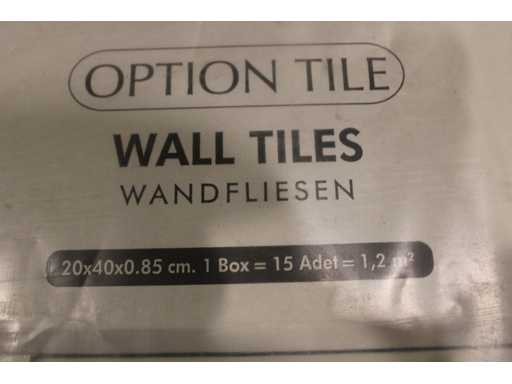 OPTION TILE
WALL TILES
WANDFLIESEN
20x40x0.85 cm. 1 Box = 15 Adet = 1,2 m²